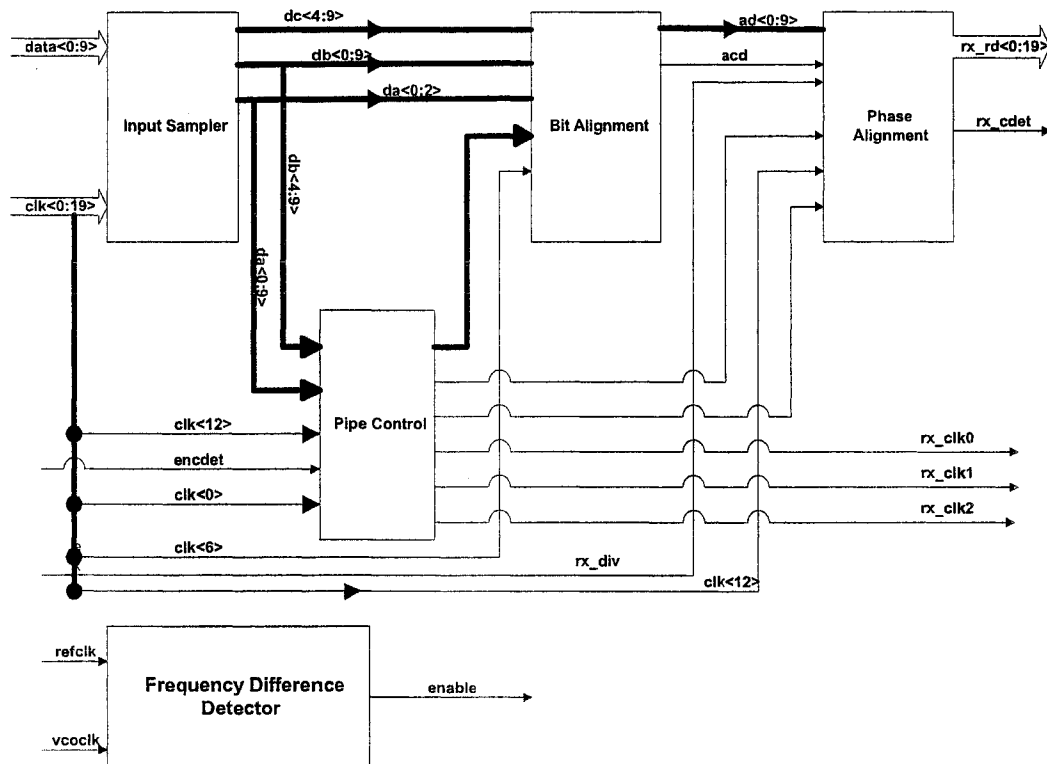 dc<4:9>
ad<0:9>
data<0:9>
db<0:9>
acd
rx_rd<0:19>
da<0:2>
Input Sampler
Bit Alignment
Phase
Alignment
rx_cdet
db<4:9>
clk<0:19>
da<0:9>
Pipe Control
clk<12>
encdet
clk<0>
rx_clk0
rx_clk1
rx_clk2
clk<6>
rx_div
clk<12>
refclk
Frequency Difference
Detector
enable
vcoclk